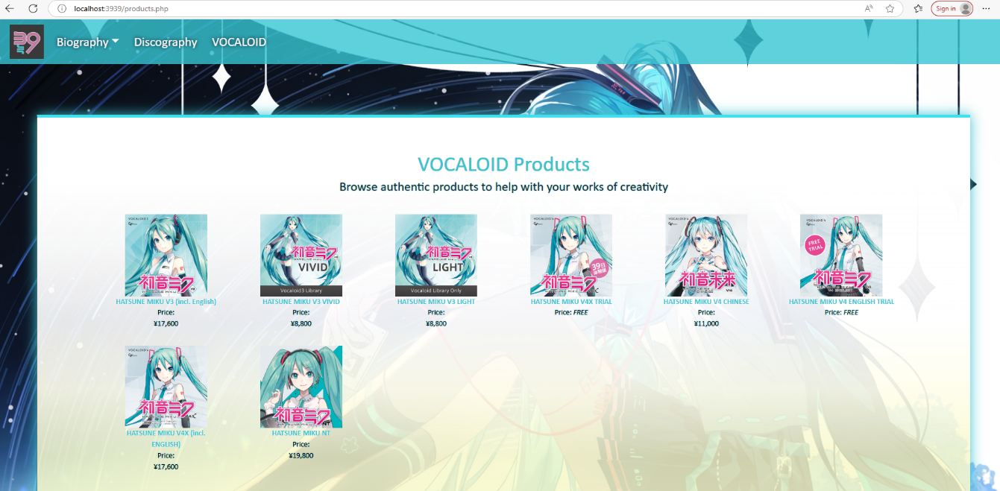 localhost:3939/products.php
Sign in
39
Biography
Discography
VOCALOID
VOCALOID Products
Browse authentic products to help with your works of creativity
初音ミク
HATSUNE MIKU V3 (incl. English)
Price:
¥17,600
初音ミク
VIVID
Vocaloid3 Library
HATSUNE MIKU V3 VIVID
Price:
¥8,800
初音ミク
LIGHT
Vocaloid Library Only
HATSUNE MIKU V3 LIGHT
Price:
¥8,800
初音ミク
HATSUNE MIKU V4X TRIAL
Price: FREE
初音未來
V4
HATSUNE MIKU V4 CHINESE
Price:
¥11,000
FREE
TRIAL
初音ミク
HATSUNE MIKU V4 ENGLISH TRIAL
Price: FREE
初音ミク
HATSUNE MIKU V4X (incl.
ENGLISH)
Price:
¥17,600
初音ミク
NT
HATSUNE MIKU NT
Price:
¥19,800